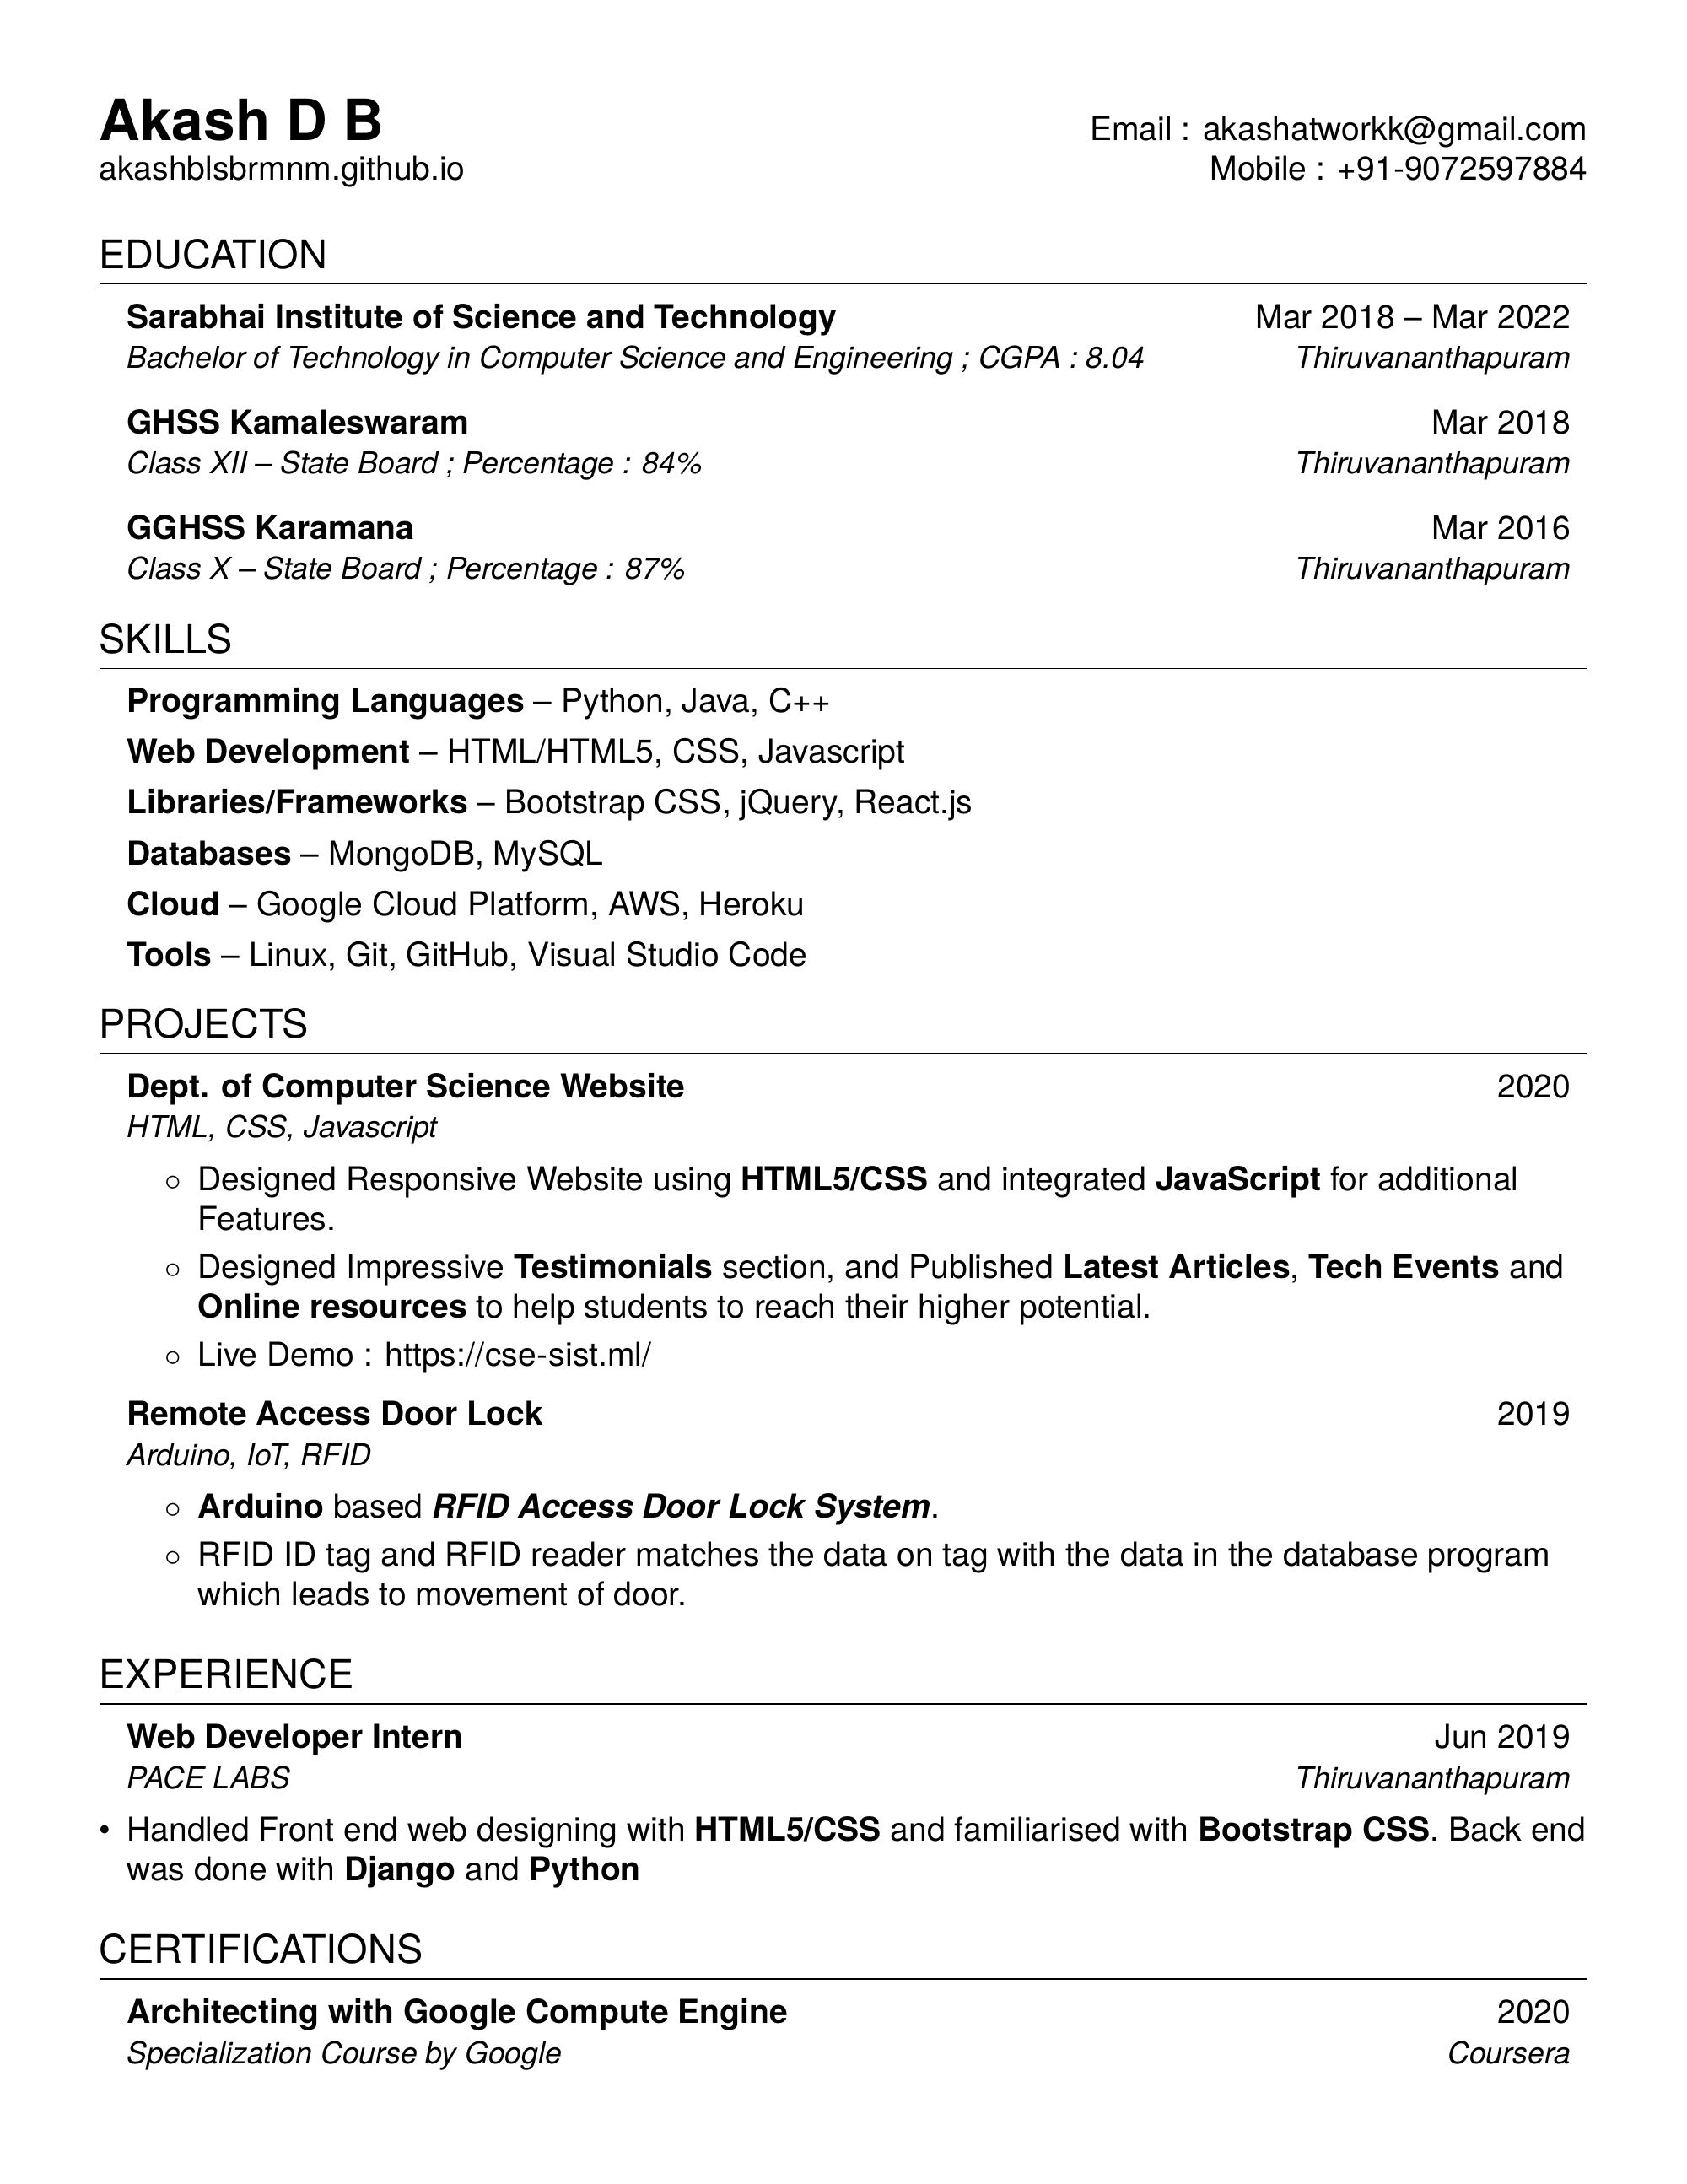 Akash D B
Email : akashatworkk@gmail.com
akashblsbrmnm.github.io
Mobile : +91-9072597884
EDUCATION
Sarabhai Institute of Science and Technology Mar 2018 – Mar 2022
Bachelor of Technology in Computer Science and Engineering ; CGPA : 8.04 Thiruvananthapuram
GHSS Kamaleswaram Mar 2018
Class XII – State Board ; Percentage : 84% Thiruvananthapuram
GGHSS Karamana Mar 2016
Class X – State Board ; Percentage : 87% Thiruvananthapuram
SKILLS
Programming Languages – Python, Java, C++
Web Development – HTML/HTML5, CSS, Javascript
Libraries/Frameworks – Bootstrap CSS, jQuery, React.js
Databases – MongoDB, MySQL
Cloud – Google Cloud Platform, AWS, Heroku
Tools – Linux, Git, GitHub, Visual Studio Code
PROJECTS
Dept. of Computer Science Website 2020
HTML, CSS, Javascript
○ Designed Responsive Website using HTML5/CSS and integrated JavaScript for additional
Features.
○ Designed Impressive Testimonials section, and Published Latest Articles, Tech Events and
Online resources to help students to reach their higher potential.
○ Live Demo : https://cse-sist.ml/
Remote Access Door Lock 2019
Arduino, IoT, RFID
○ Arduino based RFID Access Door Lock System.
○ RFID ID tag and RFID reader matches the data on tag with the data in the database program
which leads to movement of door.
EXPERIENCE
Web Developer Intern Jun 2019
PACE LABS Thiruvananthapuram
• Handled Front end web designing with HTML5/CSS and familiarised with Bootstrap CSS. Back end
was done with Django and Python
CERTIFICATIONS
Architecting with Google Compute Engine 2020
Specialization Course by Google Coursera